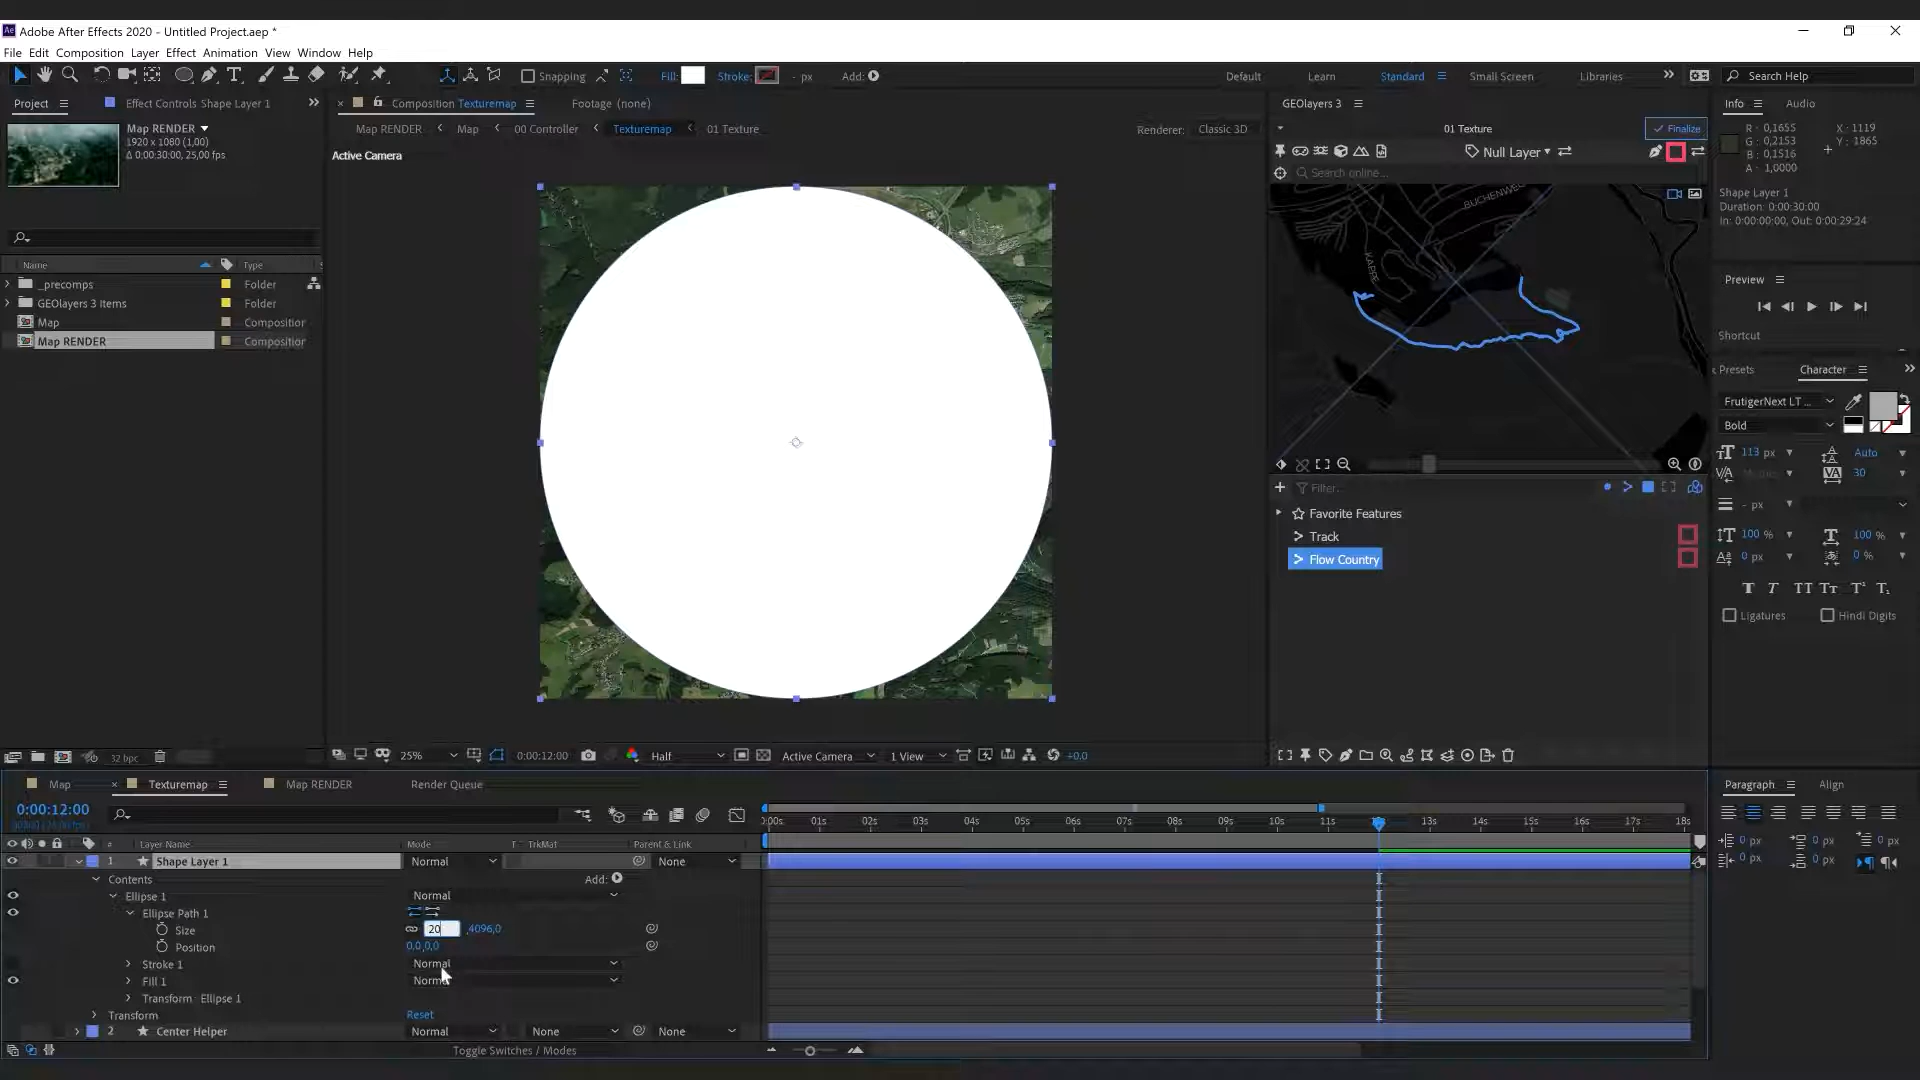 Adobe After Effects 2020 - Untitled Project.aep *
File Edit Composition Layer Effect Animation View Window Help
Snapping Fill: Stroke: - px Add: Default Learn Standard Small Screen Libraries Search Help
Project Effect Controls Shape Layer 1 Composition Texturemap Footage (none) GEOlayers 3 Info Audio
Map RENDER
1920 x 1080 (1,00)
Δ 0:00:30:00, 25,00 fps
Map RENDER Map 00 Controller Texturemap 01 Texture Renderer: Classic 3D
Active Camera
01 Texture Finalize
Null Layer
Search online...
BUCHENWEG
KAPPE
R : 0,1655
G : 0,2153
B : 0,1516
A : 1,0000
X : 1119
Y : 1865
Shape Layer 1
Duration: 0:00:30:00
In: 0:00:00:00, Out: 0:00:29:24
Name Type
_precomps Folder
GEOlayers 3 Items Folder
Map Composition
Map RENDER Composition
Preview
Shortcut
Presets Character
FrutigerNext LT ...
Bold
113 px Auto
30
- px
100 % 100 %
0 px 0 %
Ligatures Hindi Digits
Filter...
Favorite Features
Track
Flow Country
32 bpc 25% 0:00:12:00 Half Active Camera 1 View +0,0
Map Texturemap Map RENDER Render Queue
Paragraph Align
0:00:12:00
:00s 01s 02s 03s 04s 05s 06s 07s 08s 09s 10s 11s 13s 14s 15s 16s 17s 18s
# Layer Name Mode T TrkMat Parent & Link
1 Shape Layer 1 Normal None
Contents Add:
Ellipse 1 Normal
Ellipse Path 1
Size 20 ,4096,0
Position 0,0,0,0
Stroke 1 Normal
Fill 1
Transform Ellipse 1
Transform Reset
2 Center Helper Normal None None
Toggle Switches / Modes
0 px 0 px 0 px
0 px 0 px